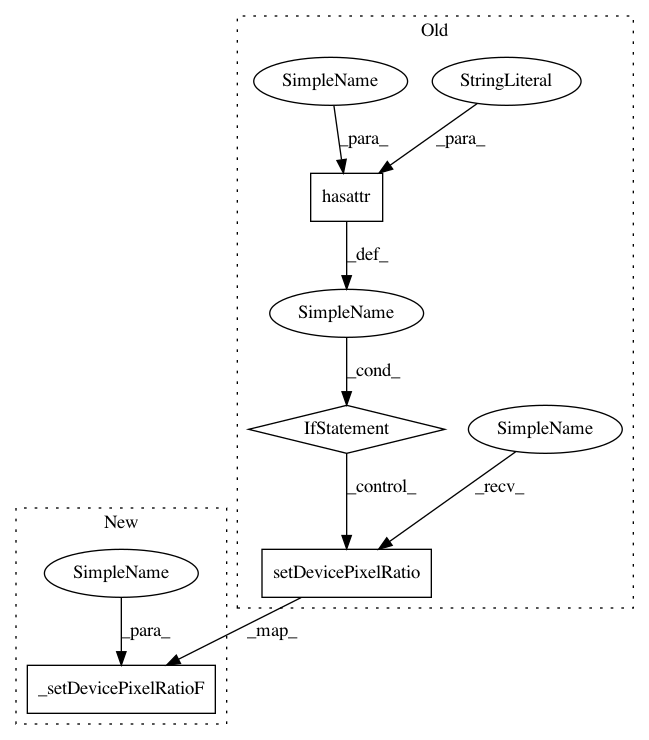 Old
SimpleName
StringLiteral
_para_
_para_
hasattr
_def_
SimpleName
_cond_
IfStatement
SimpleName
_control_
_recv_
New
SimpleName
setDevicePixelRatio
_para_
_map_
_setDevicePixelRatioF